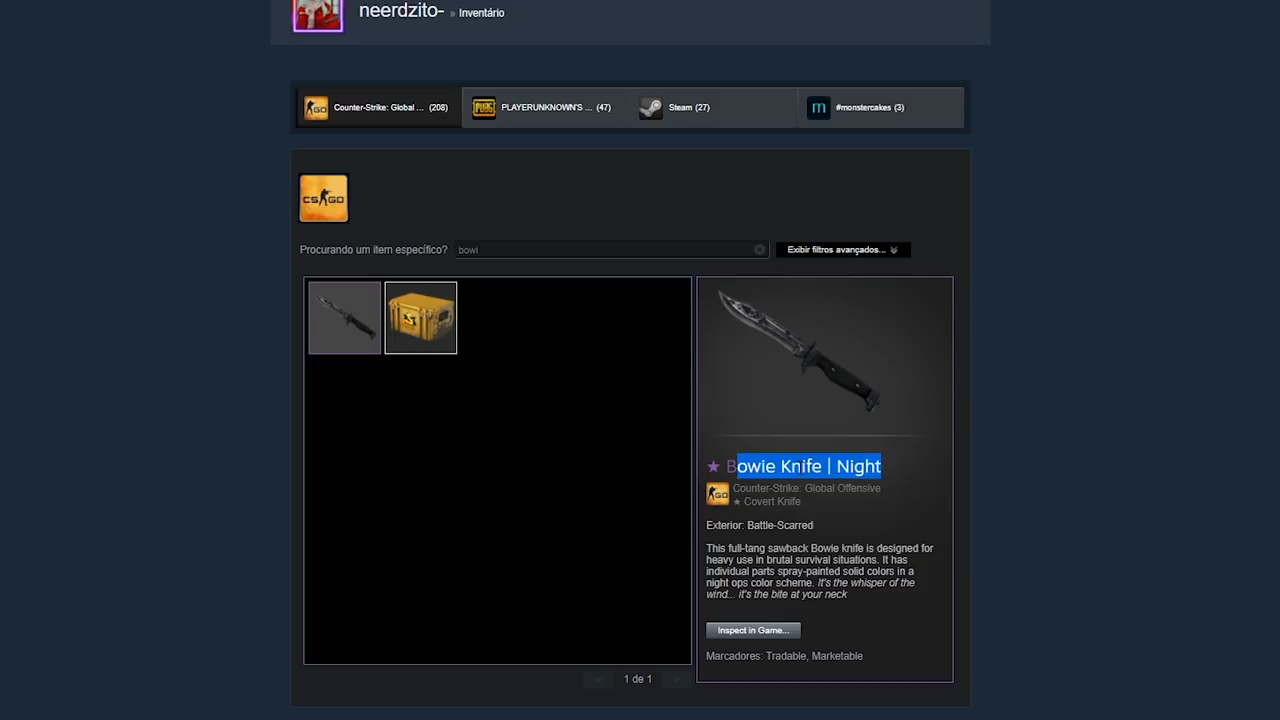 neerdzito- » Inventário
Counter-Strike: Global ... (208)
PLAYERUNKNOWN'S ... (47)
Steam (27)
m
#monstercakes (3)
CS GO
Procurando um item específico?
bowi
Exibir filtros avançados...
★ Bowie Knife | Night
Counter-Strike: Global Offensive
★ Covert Knife
Exterior: Battle-Scarred
This full-tang sawback Bowie knife is designed for
heavy use in brutal survival situations. It has
individual parts spray-painted solid colors in a
night ops color scheme. It's the whisper of the
wind... it's the bite at your neck
Inspect in Game...
Marcadores: Tradable, Marketable
< 1 de 1 >